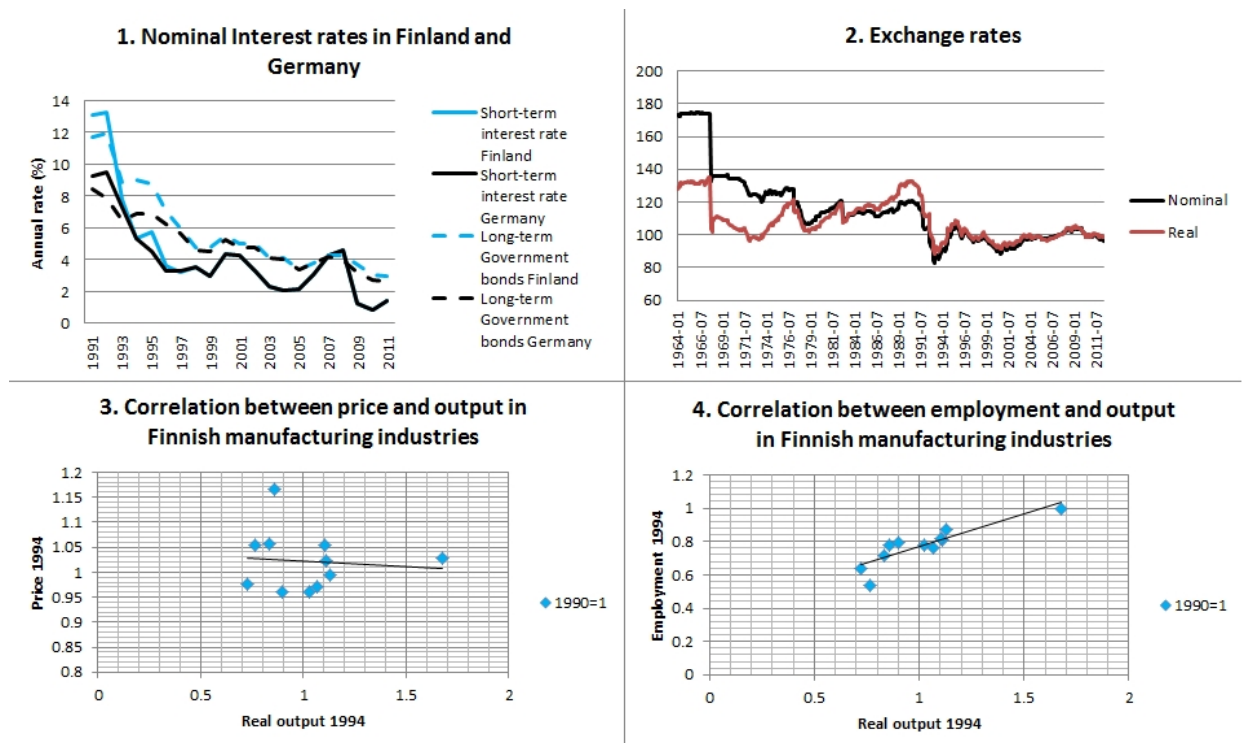 1. Nominal Interest rates in Finland and
Germany
14
12
10
8
6
4
2
0
Annual rate (%)
1991
1993
1995
1997
1999
2001
2003
2005
2007
2009
2011
Short-term
interest rate
Finland
Short-term
interest rate
Germany
Long-term
Government
bonds Finland
Long-term
Government
bonds Germany
2. Exchange rates
200
180
160
140
120
100
80
60
1964-01
1966-07
1969-01
1971-07
1974-01
1976-07
1979-01
1981-07
1984-01
1986-07
1989-01
1991-07
1994-01
1996-07
1999-01
2001-07
2004-01
2006-07
2009-01
2011-07
Nominal
Real
3. Correlation between price and output in
Finnish manufacturing industries
1.2
1.15
1.1
1.05
1
0.95
0.9
0.85
0.8
Price 1994
0
0.5
1
1.5
2
Real output 1994
1990=1
4. Correlation between employment and output
in Finnish manufacturing industries
1.2
1
0.8
0.6
0.4
0.2
0
Employment 1994
0
0.5
1
1.5
2
Real output 1994
1990=1